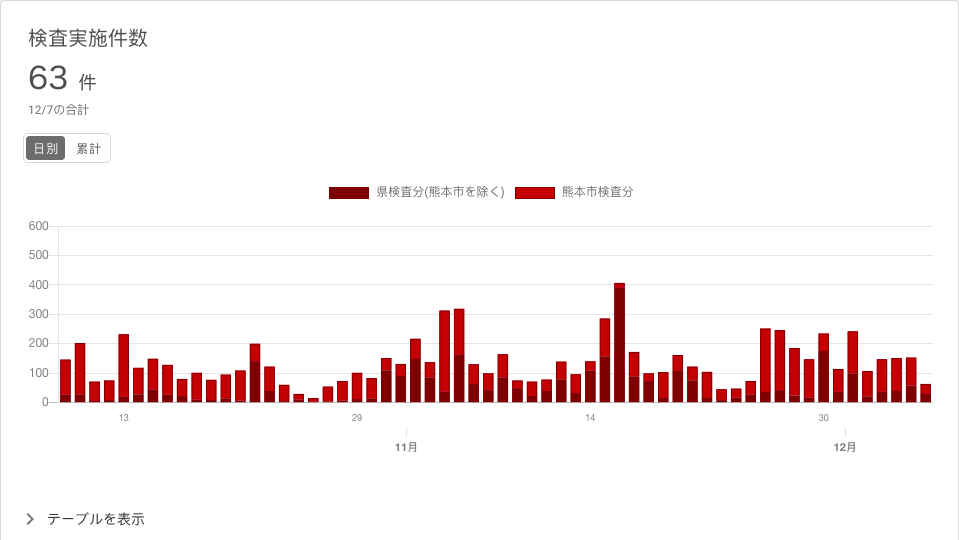 検査実施件数
63 件
12/7の合計
日別 累計
県検査分(熊本市を除く) 熊本市検査分
600
500
400
300
200
100
0
13 29 14 30
11月 12月
テーブルを表示